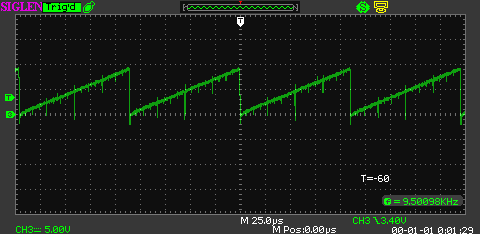 SIGLENT Trig'd
T
T
3
T=-60
= 9.50098KHz
M 25.0µs CH3 3.40V
CH3 5.00V M Pos:0.00µs 00-01-01 0:01:29